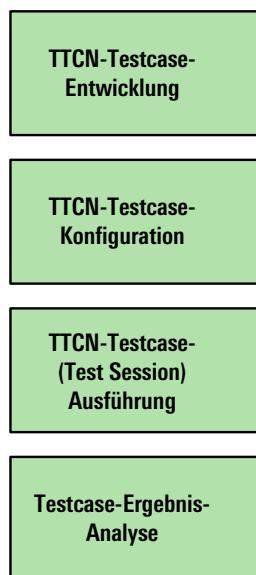 TTCN-Testcase-
Entwicklung
TTCN-Testcase-
Konfiguration
TTCN-Testcase-
(Test Session)
Ausführung
Testcase-Ergebnis-
Analyse